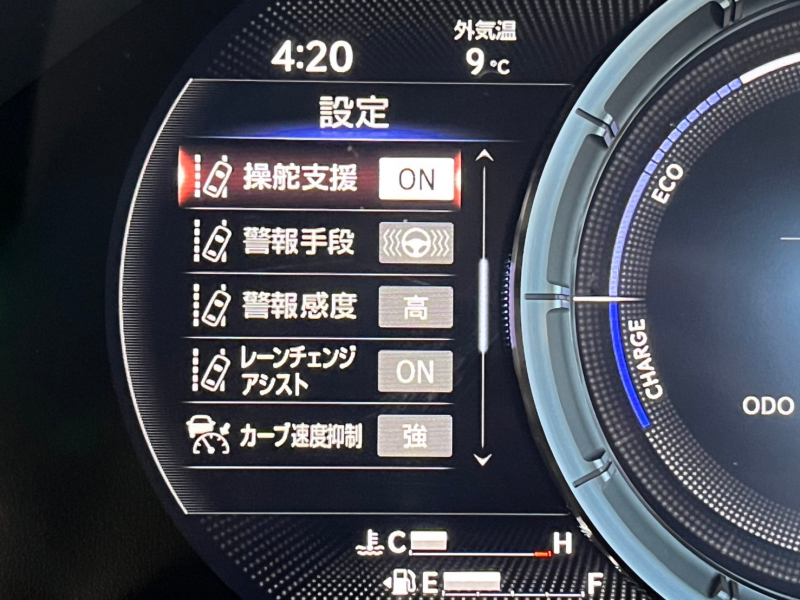 外気温
4:20
9℃
設定
操舵支援 ON
警報手段
警報感度 高
レーンチェンジ
アシスト ON
カーブ速度抑制 強
C H
E F
ECO
CHARGE
ODO